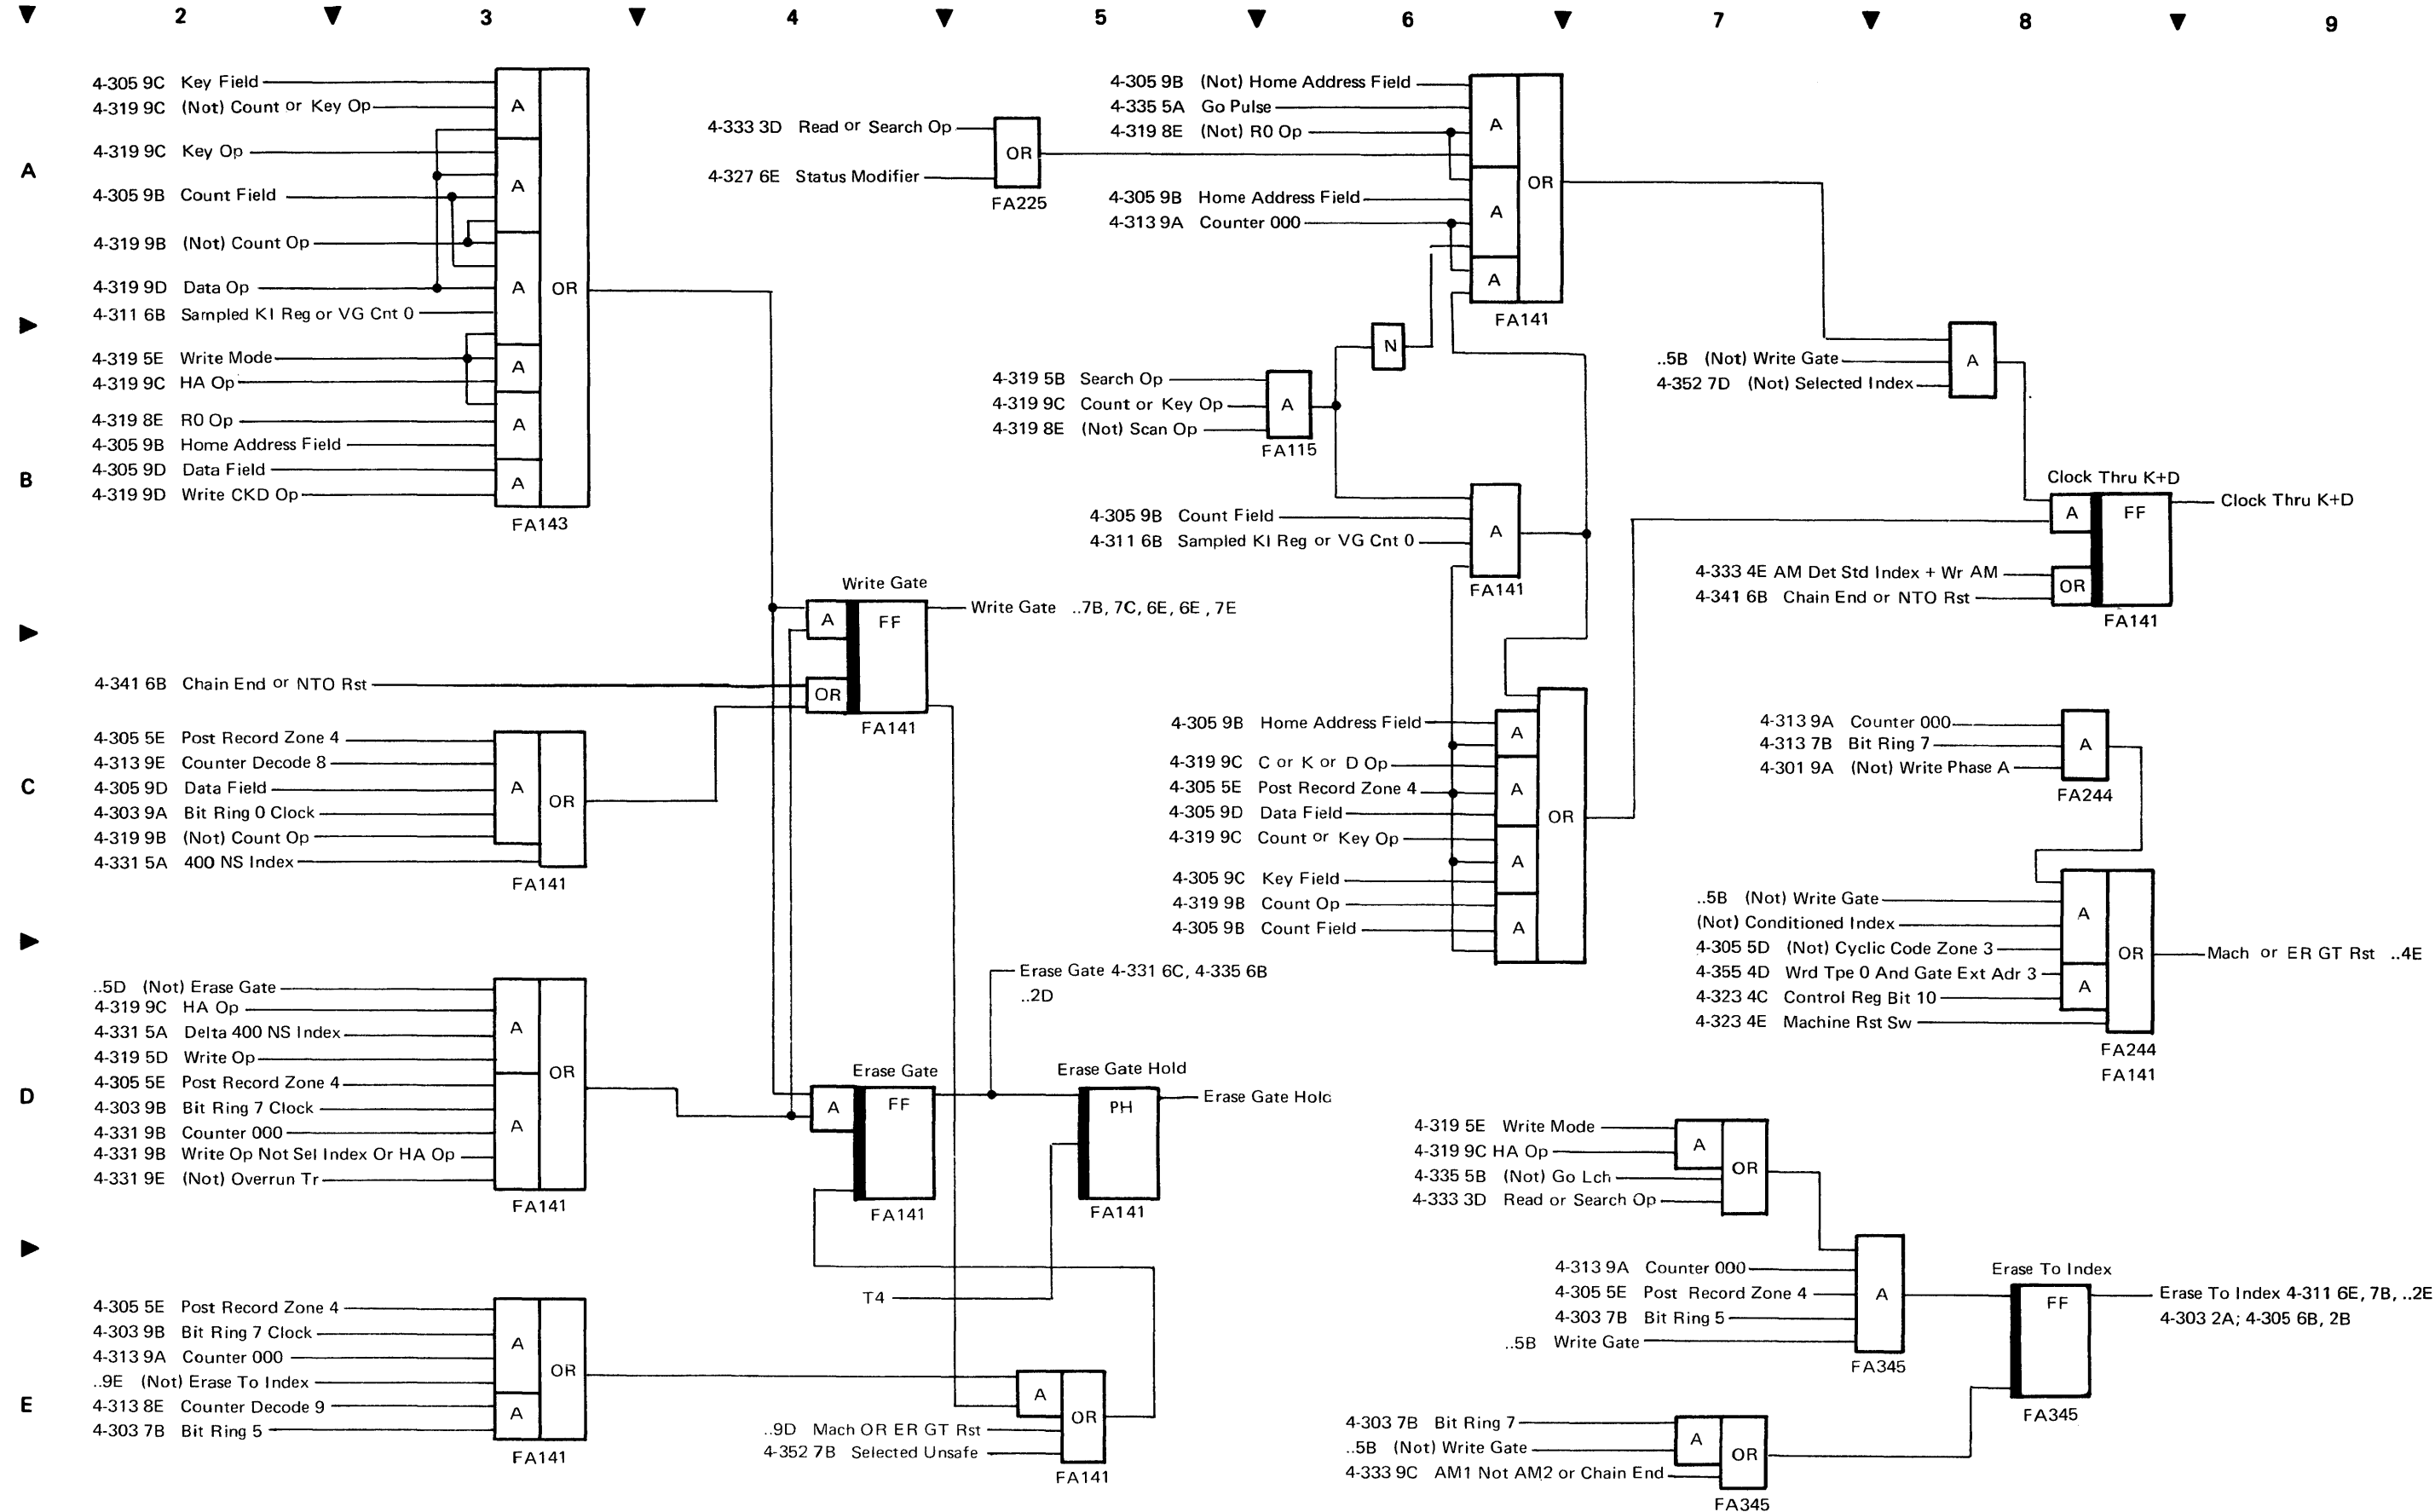 2 3 4 5 6 7 8 9
A
4-305 9C Key Field
4-319 9C (Not) Count or Key Op
4-319 9C Key Op
4-305 9B Count Field
4-319 9B (Not) Count Op
4-319 9D Data Op
4-311 6B Sampled KI Reg or VG Cnt 0
4-319 5E Write Mode
4-319 9C HA Op
4-319 8E R0 Op
4-305 9B Home Address Field
4-305 9D Data Field
4-319 9D Write CKD Op
A
A
A
A
A
A
OR
FA143
4-333 3D Read or Search Op
4-327 6E Status Modifier
OR
FA225
4-305 9B (Not) Home Address Field
4-335 5A Go Pulse
4-319 8E (Not) R0 Op
4-305 9B Home Address Field
4-313 9A Counter 000
A
A
A
OR
FA141
B
N
4-319 5B Search Op
4-319 9C Count or Key Op
4-319 8E (Not) Scan Op
A
FA115
..5B (Not) Write Gate
4-352 7D (Not) Selected Index
A
4-305 9B Count Field
4-311 6B Sampled KI Reg or VG Cnt 0
A
FA141
Clock Thru K+D
A
FF
Clock Thru K+D
4-333 4E AM Det Std Index + Wr AM
4-341 6B Chain End or NTO Rst
OR
FA141
Write Gate
A
FF
Write Gate ..7B, 7C, 6E, 6E, 7E
4-341 6B Chain End or NTO Rst
OR
FA141
C
4-305 5E Post Record Zone 4
4-313 9E Counter Decode 8
4-305 9D Data Field
4-303 9A Bit Ring 0 Clock
4-319 9B (Not) Count Op
4-331 5A 400 NS Index
A
OR
FA141
4-305 9B Home Address Field
4-319 9C C or K or D Op
4-305 5E Post Record Zone 4
4-305 9D Data Field
4-319 9C Count or Key Op
4-305 9C Key Field
4-319 9B Count Op
4-305 9B Count Field
A
A
A
A
OR
4-313 9A Counter 000
4-313 7B Bit Ring 7
4-301 9A (Not) Write Phase A
A
FA244
..5B (Not) Write Gate
(Not) Conditioned Index
4-305 5D (Not) Cyclic Code Zone 3
4-355 4D Wrd Tpe 0 And Gate Ext Adr 3
4-323 4C Control Reg Bit 10
4-323 4E Machine Rst Sw
A
A
OR
Mach or ER GT Rst ..4E
FA244
FA141
D
..5D (Not) Erase Gate
4-319 9C HA Op
4-331 5A Delta 400 NS Index
4-319 5D Write Op
4-305 5E Post Record Zone 4
4-303 9B Bit Ring 7 Clock
4-331 9B Counter 000
4-331 9B Write Op Not Sel Index Or HA Op
4-331 9E (Not) Overrun Tr
A
A
OR
FA141
Erase Gate 4-331 6C, 4-335 6B
..2D
Erase Gate
A
FF
FA141
Erase Gate Hold
PH
Erase Gate Hold
FA141
T4
4-319 5E Write Mode
4-319 9C HA Op
4-335 5B (Not) Go Lch
4-333 3D Read or Search Op
A
OR
E
4-305 5E Post Record Zone 4
4-303 9B Bit Ring 7 Clock
4-313 9A Counter 000
..9E (Not) Erase To Index
4-313 8E Counter Decode 9
4-303 7B Bit Ring 5
A
A
OR
FA141
..9D Mach OR ER GT Rst
4-352 7B Selected Unsafe
A
OR
FA141
4-313 9A Counter 000
4-305 5E Post Record Zone 4
4-303 7B Bit Ring 5
..5B Write Gate
A
FA345
Erase To Index
FF
Erase To Index 4-311 6E, 7B, ..2E
4-303 2A; 4-305 6B, 2B
FA345
4-303 7B Bit Ring 7
..5B (Not) Write Gate
4-333 9C AM1 Not AM2 or Chain End
A
OR
FA345